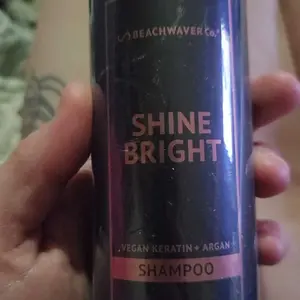 BEACHWAVER CO.
SHINE
BRIGHT
VEGAN KERATIN + ARGAN
SHAMPOO